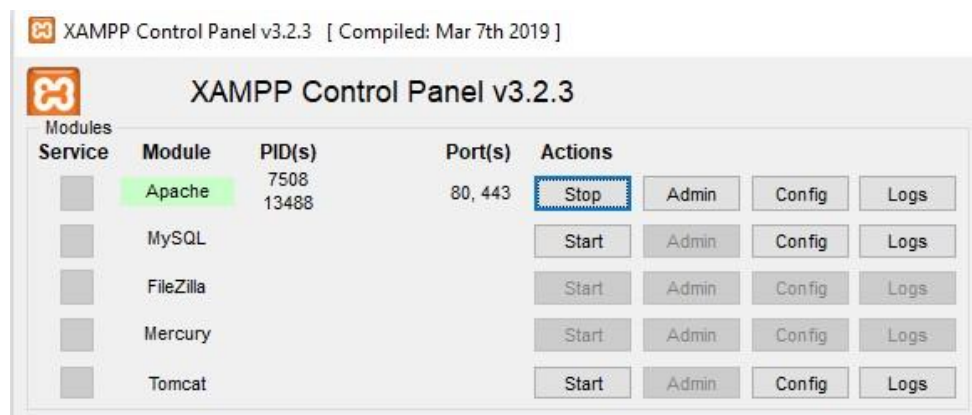 XAMPP Control Panel v3.2.3 [ Compiled: Mar 7th 2019 ]
XAMPP Control Panel v3.2.3
Modules
Service Module PID(s) Port(s) Actions
Apache 7508 13488 80, 443 Stop Admin Config Logs
MySQL Start Admin Config Logs
FileZilla Start Admin Config Logs
Mercury Start Admin Config Logs
Tomcat Start Admin Config Logs